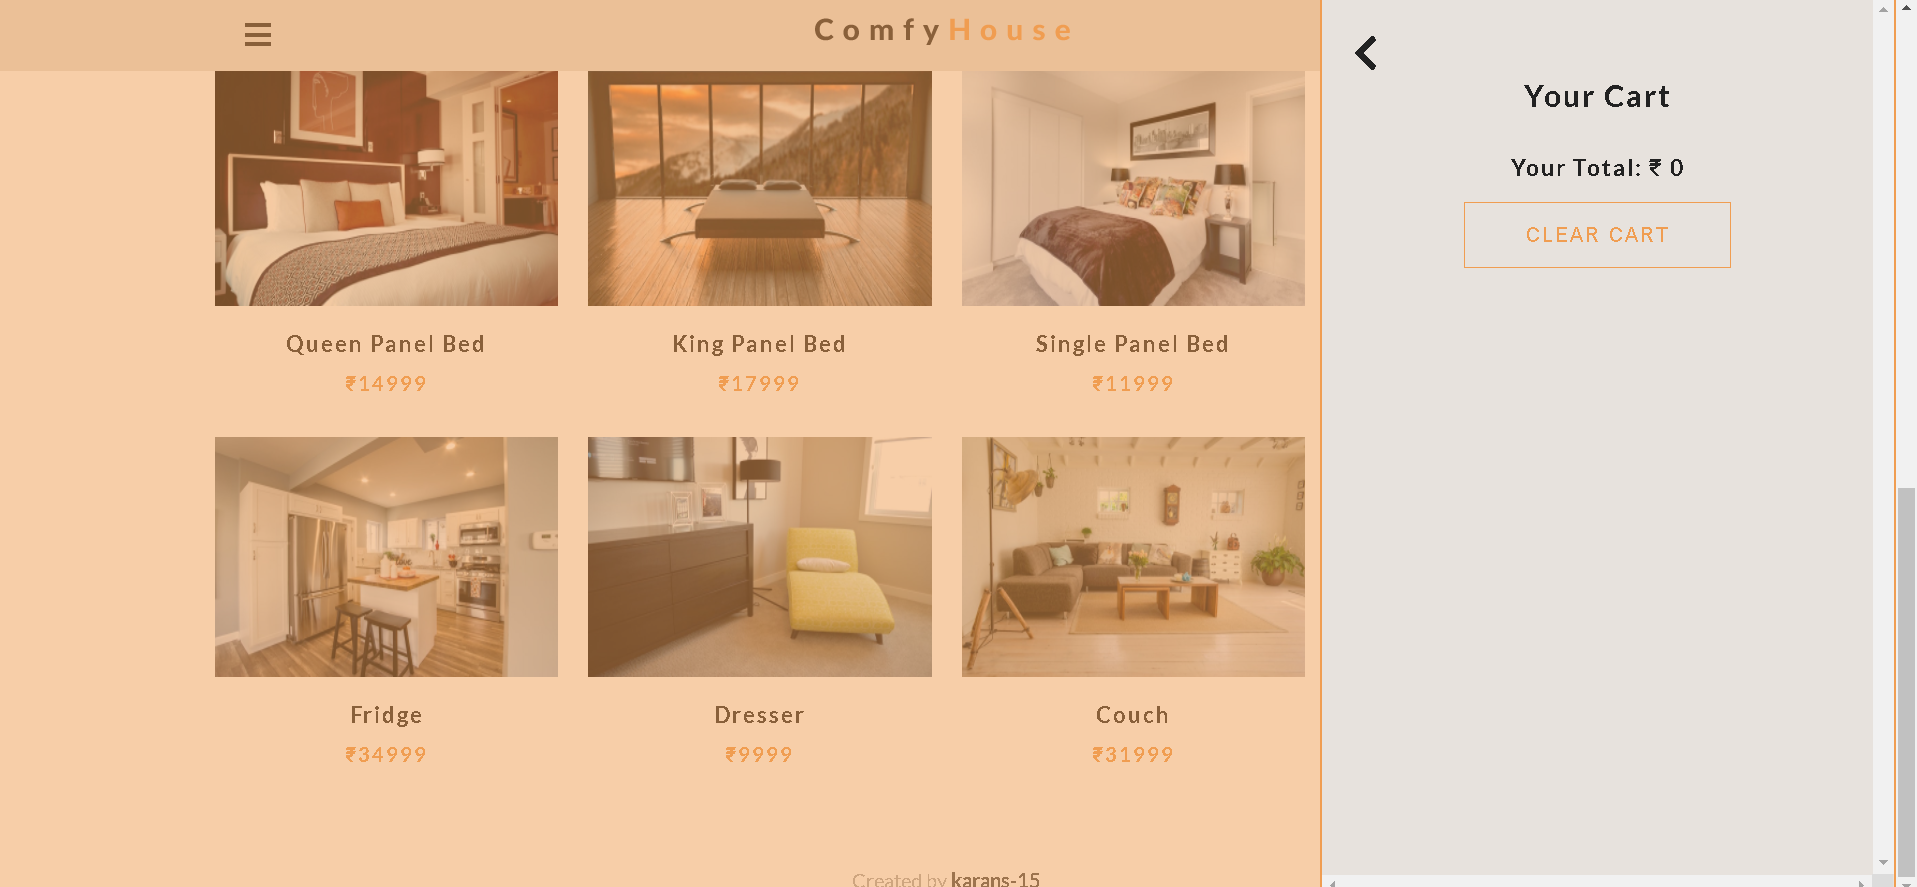 ComfyHouse
Queen Panel Bed
₹14999
King Panel Bed
₹17999
Single Panel Bed
₹11999
Fridge
₹34999
Dresser
₹9999
Couch
₹31999
Created by karans-15
Your Cart
Your Total: ₹ 0
CLEAR CART